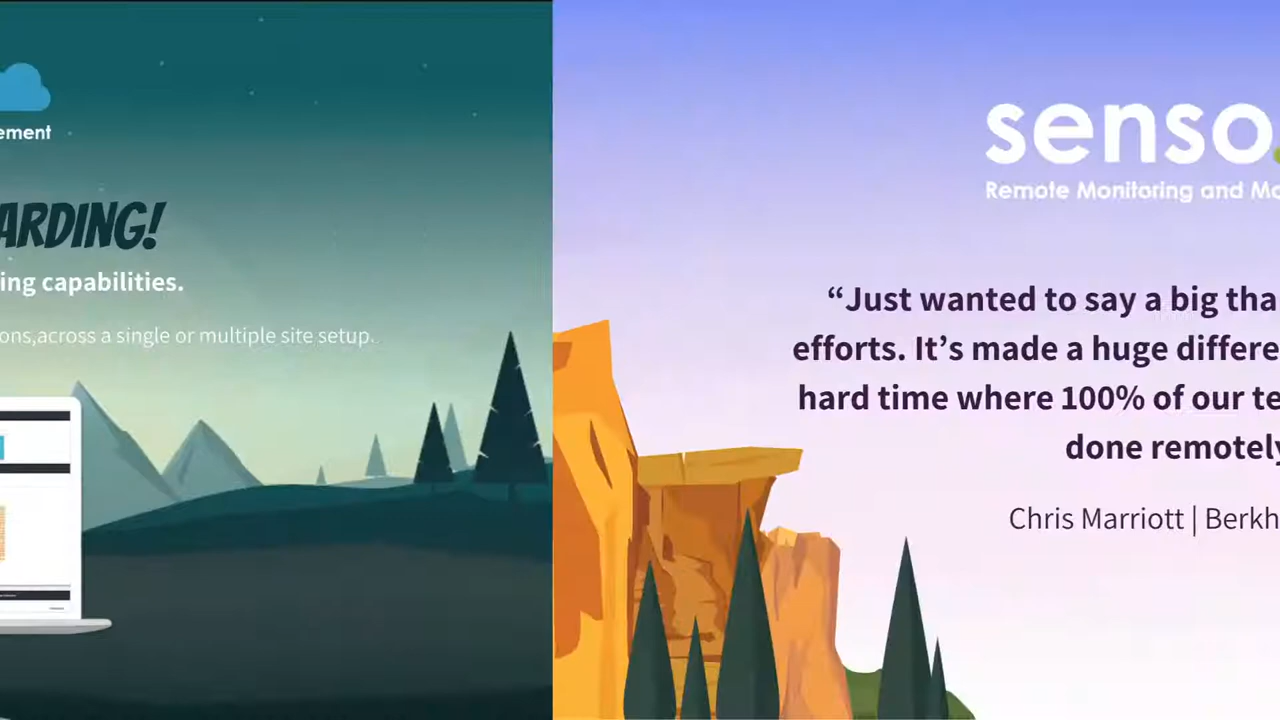 ement
ARDING!
ing capabilities.
ons,across a single or multiple site setup.
senso.
Remote Monitoring and Ma
“Just wanted to say a big tha
efforts. It’s made a huge differe
hard time where 100% of our te
done remotely
Chris Marriott | Berkh